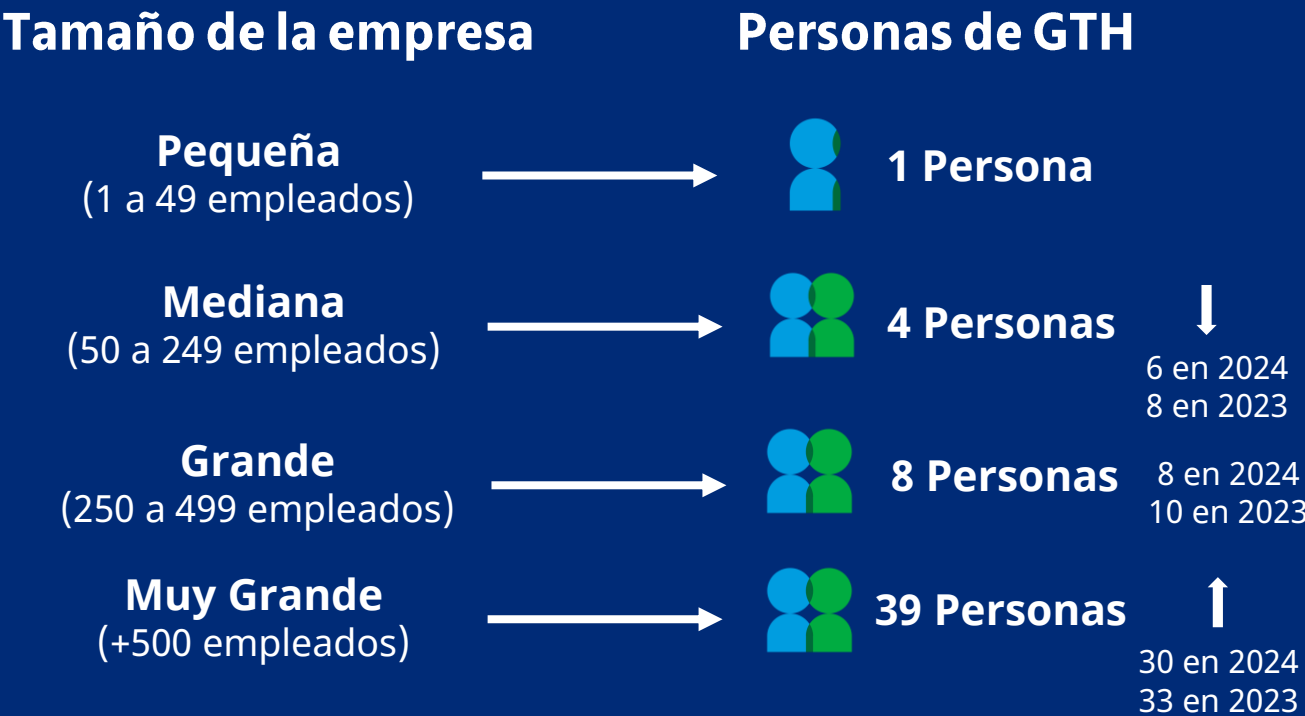 Tamaño de la empresa
Personas de GTH
Pequeña
(1 a 49 empleados)
1 Persona
Mediana
(50 a 249 empleados)
4 Personas
6 en 2024
8 en 2023
Grande
(250 a 499 empleados)
8 Personas
8 en 2024
10 en 2023
Muy Grande
(+500 empleados)
39 Personas
30 en 2024
33 en 2023